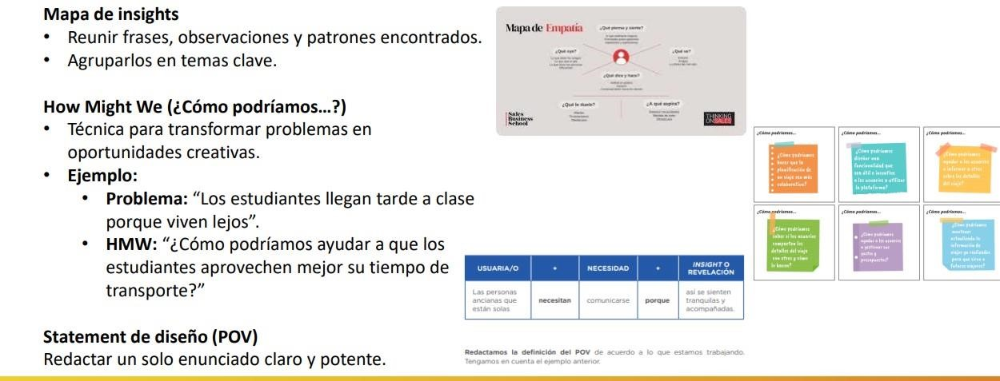 Mapa de insights
• Reunir frases, observaciones y patrones encontrados.
• Agruparlos en temas clave.
How Might We (¿Cómo podríamos…?)
• Técnica para transformar problemas en
oportunidades creativas.
• Ejemplo:
• Problema: “Los estudiantes llegan tarde a clase
porque viven lejos”.
• HMW: “¿Cómo podríamos ayudar a que los
estudiantes aprovechen mejor su tiempo de
transporte?”
Statement de diseño (POV)
Redactar un solo enunciado claro y potente.
Mapa de Empatía
¿Qué piensa y siente?
¿Qué oye?
¿Qué ve?
¿Qué dice y hace?
¿Qué le duele?
¿A qué aspira?
Sales
Business
School
THINKING
ONSALES
¿Cómo podríamos...
¿Cómo podríamos
hacer que la
planificación de
un viaje sea más
colaborativa?
¿Cómo podríamos...
¿Cómo podríamos
diseñar una
funcionalidad que
sea útil e incentive
a los usuarios a utilizar
la plataforma?
¿Cómo podríamos...
¿Cómo podríamos
ayudar a los usuarios
a informar a otros
sobre los detalles
del viaje?
¿Cómo podríamos...
¿Cómo podríamos
saber si los usuarios
comparten los
detalles del viaje
con otros y cómo
lo hacen?
¿Cómo podríamos...
¿Cómo podríamos
ayudar a los usuarios
a gestionar sus
gastos y
presupuestos?
¿Cómo podríamos...
¿Cómo podríamos
mantener
actualizada la
información de
viajes ya realizados
para que sirva a
futuros viajeros?
USUARIA/O + NECESIDAD + INSIGHT O
REVELACIÓN
Las personas
ancianas que
están solas
necesitan
comunicarse
porque
así se sienten
tranquilas y
acompañadas.
Redactamos la definición del POV de acuerdo a lo que estamos trabajando.
Tengamos en cuenta el ejemplo anterior.